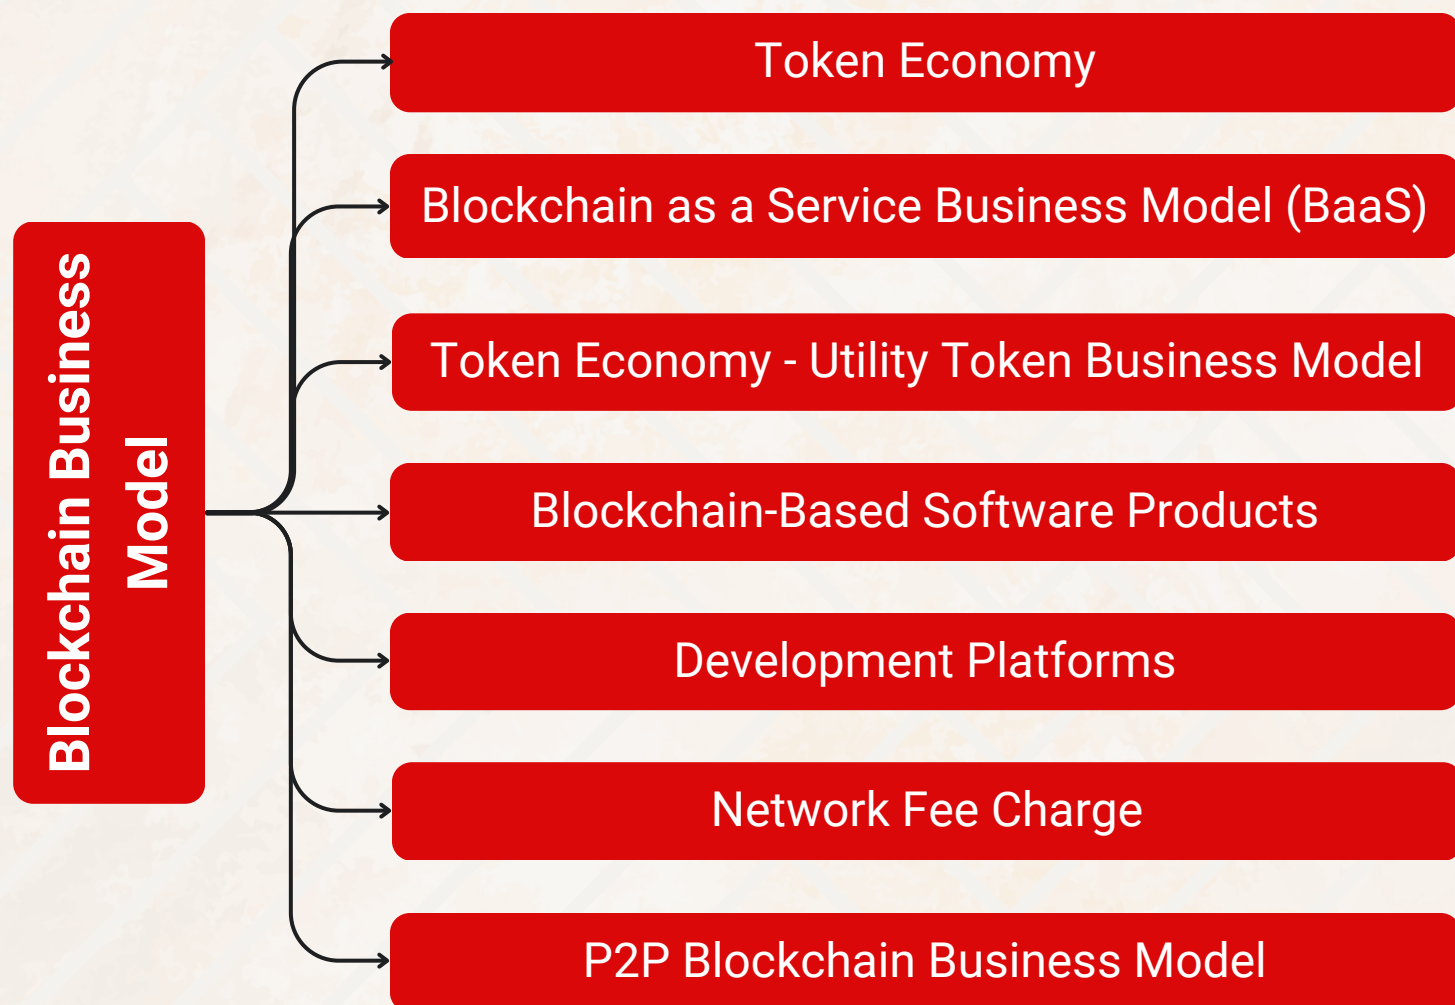 Blockchain Business
Model
Token Economy
Blockchain as a Service Business Model (BaaS)
Token Economy - Utility Token Business Model
Blockchain-Based Software Products
Development Platforms
Network Fee Charge
P2P Blockchain Business Model